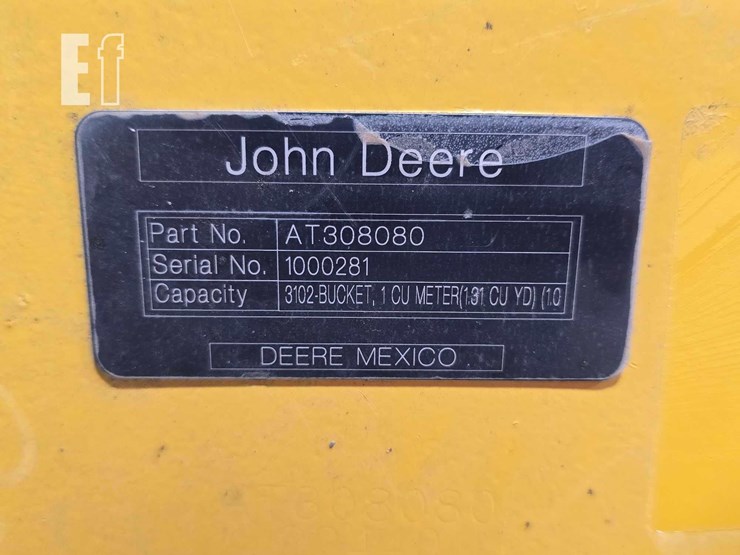 Ef
John Deere
Part No. AT308080
Serial No. 1000281
Capacity 3102-BUCKET, 1 CU METER(1.31 CU YD) (1.0
DEERE MEXICO